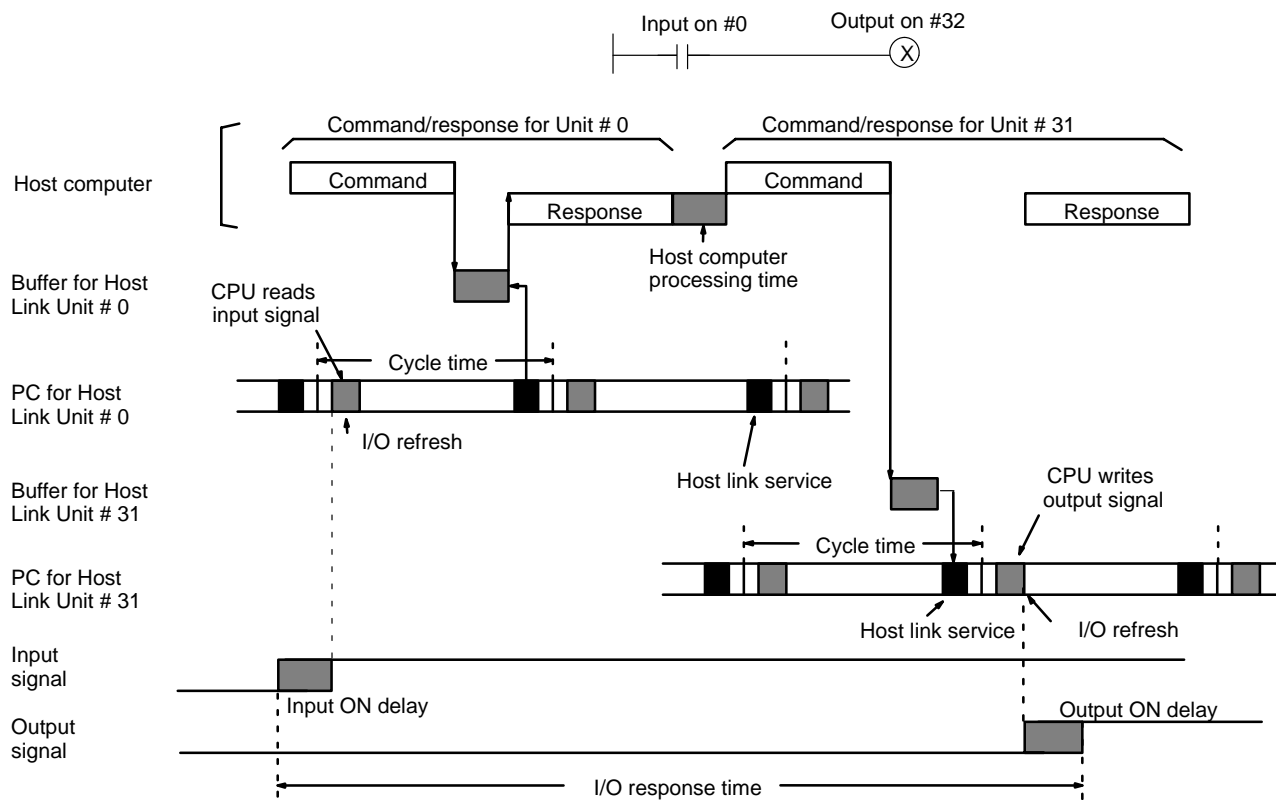 Input on #0
Output on #32
X
Command/response for Unit # 0
Command/response for Unit # 31
Host computer
Command
Command
Response
Response
Host computer
processing time
Buffer for Host
Link Unit # 0
CPU reads
input signal
Cycle time
PC for Host
Link Unit # 0
I/O refresh
Host link service
Buffer for Host
Link Unit # 31
CPU writes
output signal
Cycle time
PC for Host
Link Unit # 31
Host link service
I/O refresh
Input
signal
Input ON delay
Output ON delay
Output
signal
I/O response time